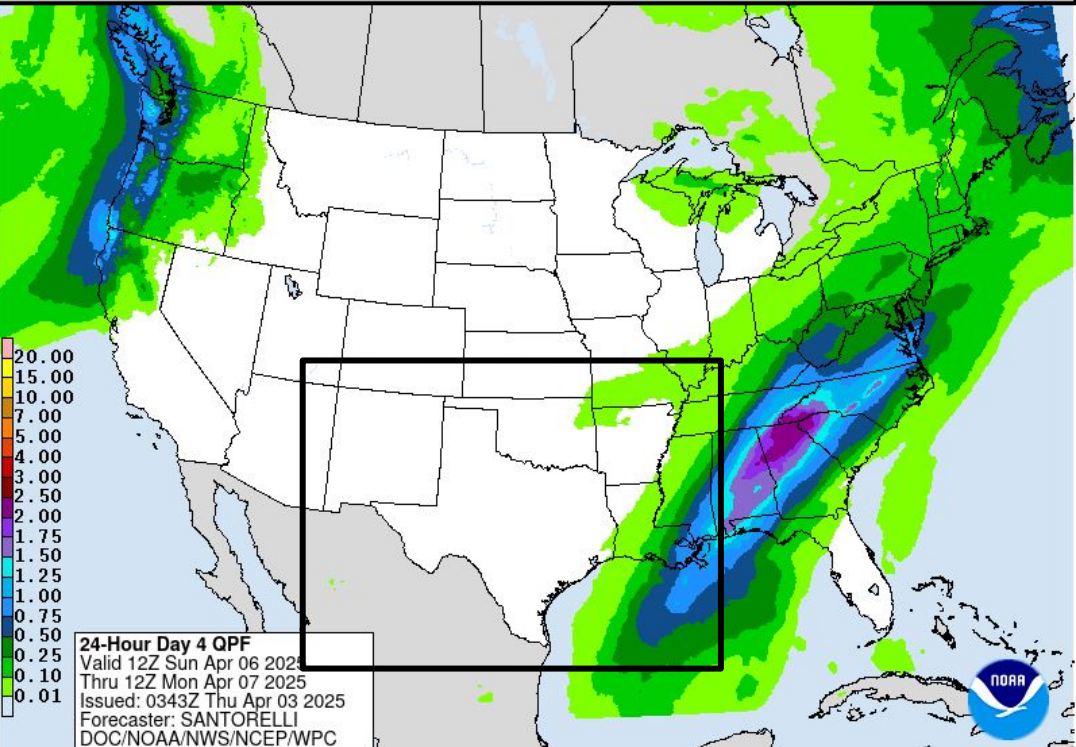 20.00
15.00
10.00
7.00
5.00
4.00
3.00
2.50
2.00
1.75
1.50
1.25
1.00
0.75
0.50
0.25
0.10
0.01
24-Hour Day 4 QPF
Valid 12Z Sun Apr 06 2025
Thru 12Z Mon Apr 07 2025
Issued: 0343Z Thu Apr 03 2025
Forecaster: SANTORELLI
DOC/NOAA/NWS/NCEP/WPC
NOAA